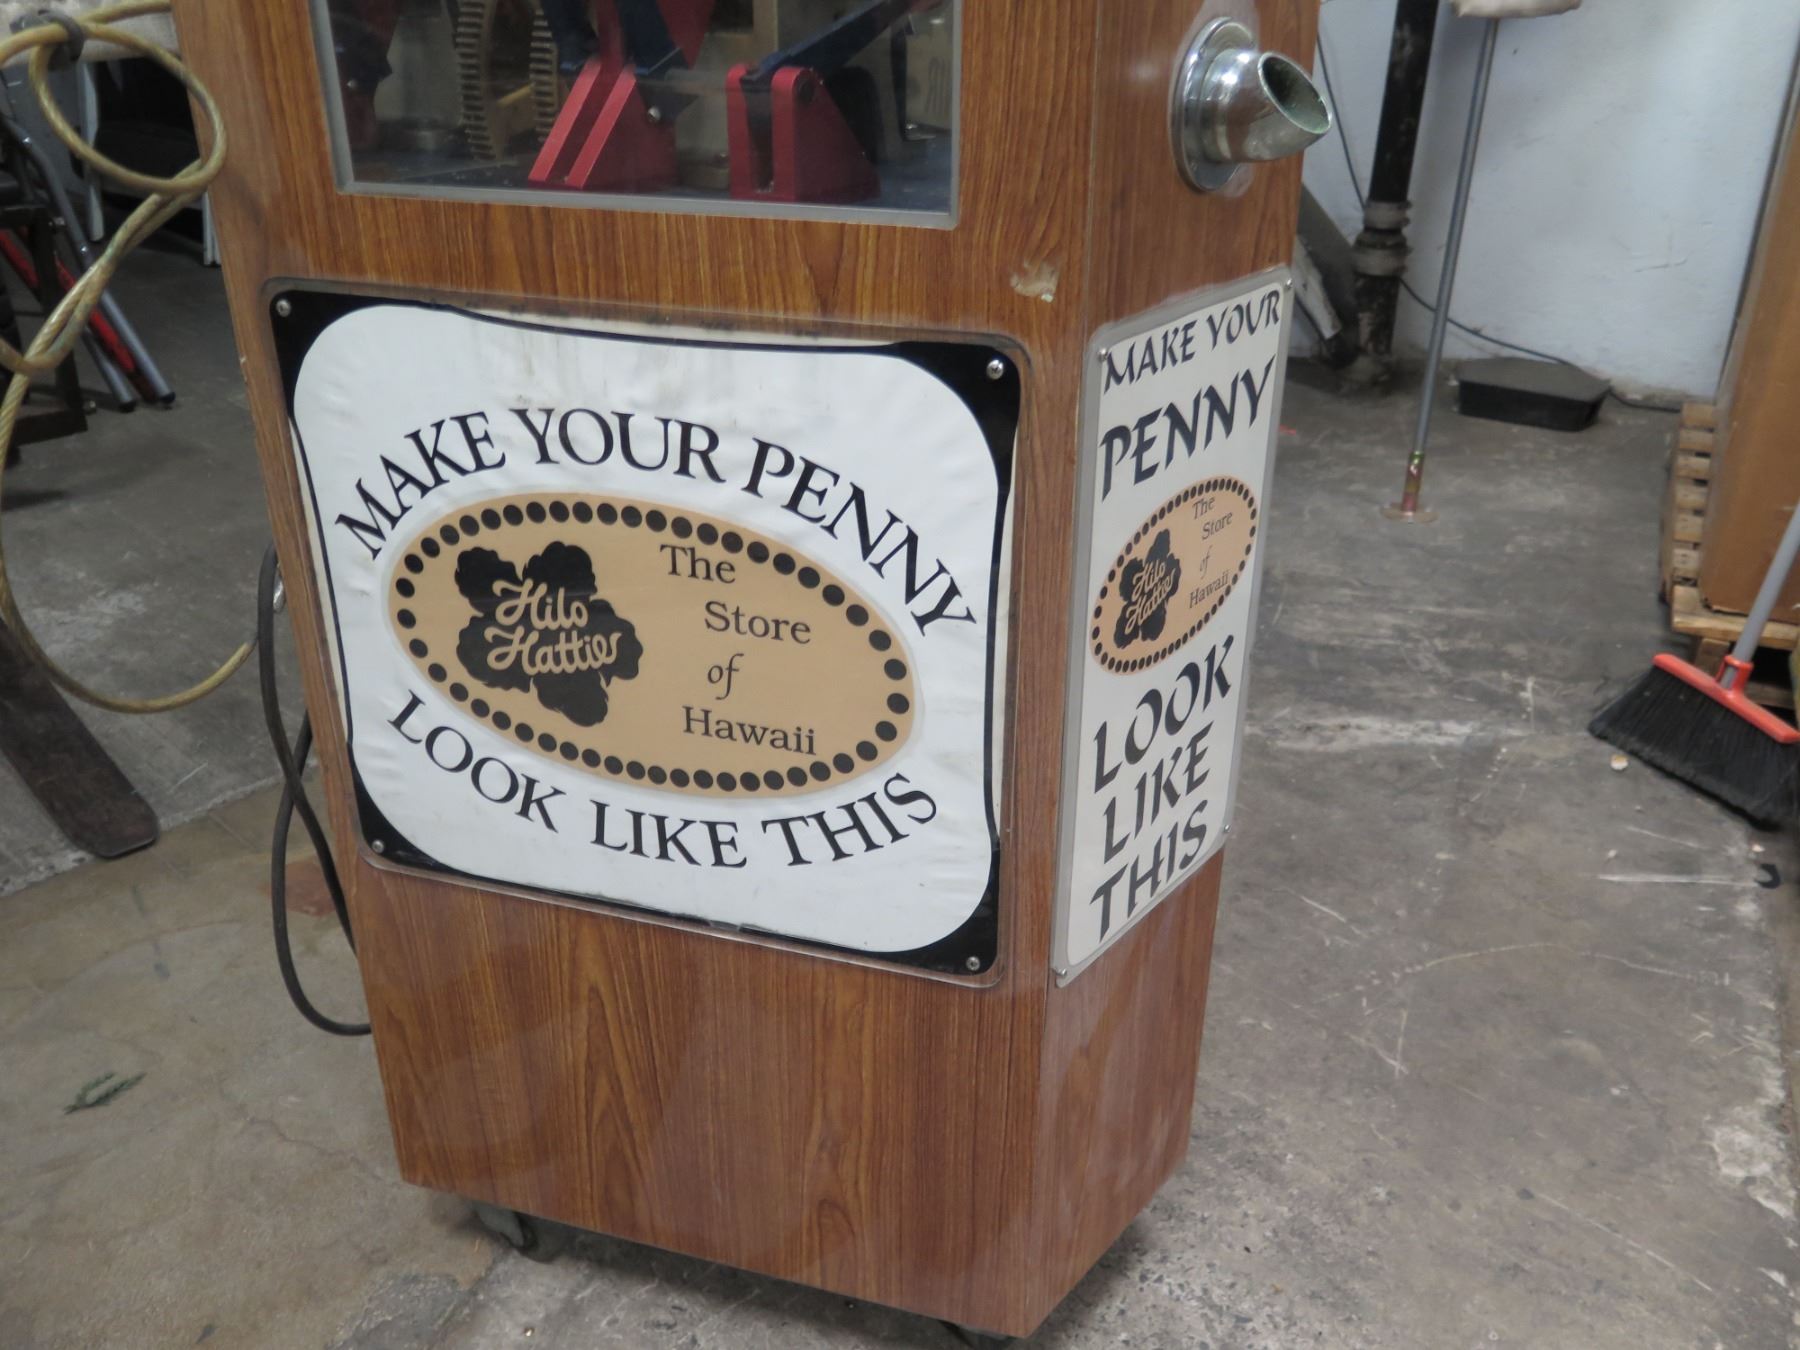 MAKE YOUR PENNY
Hilo
Hattie
The
Store
of
Hawaii
LOOK LIKE THIS
MAKE YOUR
PENNY
Hilo
Hattie
The
Store
of
Hawaii
LOOK
LIKE
THIS